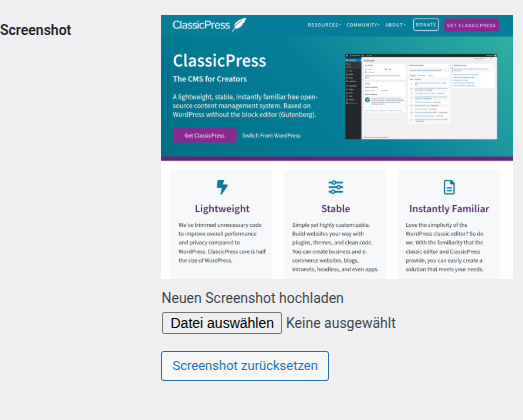 Screenshot
ClassicPress
RESOURCES
COMMUNITY
ABOUT
DONATE
GET CLASSICPRESS
ClassicPress
The CMS for Creators
A lightweight, stable, instantly familiar free open-
source content management system. Based on
WordPress without the block editor (Gutenberg).
Get ClassicPress
Switch From WordPress
Lightweight
We've trimmed unnecessary code
to improve overall performance
and privacy compared to
WordPress. ClassicPress core is half
the size of WordPress.
Stable
Simple yet highly customizable.
Build websites your way with
plugins, themes, and clean code.
You can create business and e-
commerce websites, blogs,
intranets, headless, and even apps.
Instantly Familiar
Love the simplicity of the
WordPress classic editor? So do
we. With the familiarity that the
classic editor and ClassicPress
provide, you can easily create a
solution that meets your needs.
Neuen Screenshot hochladen
Datei auswählen Keine ausgewählt
Screenshot zurücksetzen